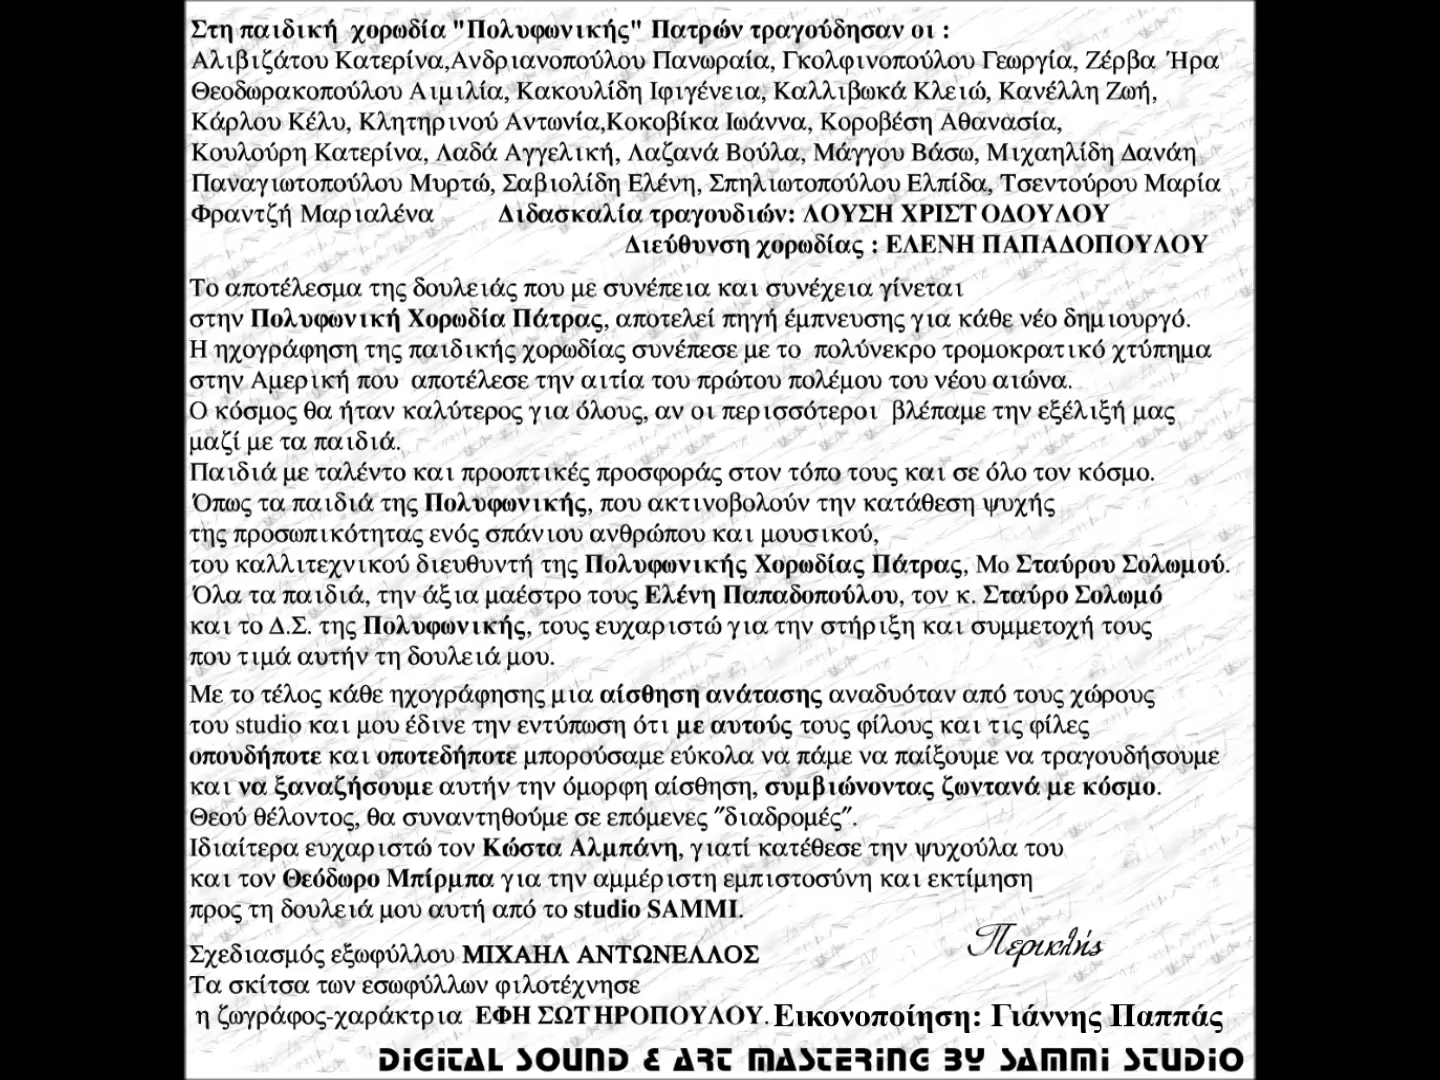 Στη παιδική χορωδία "Πολυφωνικής" Πατρών τραγούδησαν οι :
Αλιβιζάτου Κατερίνα,Ανδριανοπούλου Πανωραία, Γκολφινοπούλου Γεωργία, Ζέρβα Ήρα
Θεοδωρακοπούλου Αιμιλία, Κακουλίδη Ιφιγένεια, Καλλιβωκά Κλειώ, Κανέλλη Ζωή,
Κάρλου Κέλυ, Κλητηρινού Αντωνία,Κοκοβίκα Ιωάννα, Κοροβέση Αθανασία,
Κουλούρη Κατερίνα, Λαδά Αγγελική, Λαζανά Βούλα, Μάγγου Βάσω, Μιχαηλίδη Δανάη
Παναγιωτοπούλου Μυρτώ, Σαβιολίδη Ελένη, Σπηλιωτοπούλου Ελπίδα, Τσεντούρου Μαρία
Φραντζή Μαριαλένα Διδασκαλία τραγουδιών: ΛΟΥΣΗ ΧΡΙΣΤΟΔΟΥΛΟΥ
Διεύθυνση χορωδίας : ΕΛΕΝΗ ΠΑΠΑΔΟΠΟΥΛΟΥ
Το αποτέλεσμα της δουλειάς που με συνέπεια και συνέχεια γίνεται
στην Πολυφωνική Χορωδία Πάτρας, αποτελεί πηγή έμπνευσης για κάθε νέο δημιουργό.
Η ηχογράφηση της παιδικής χορωδίας συνέπεσε με το πολύνεκρο τρομοκρατικό χτύπημα
στην Αμερική που αποτέλεσε την αιτία του πρώτου πολέμου του νέου αιώνα.
Ο κόσμος θα ήταν καλύτερος για όλους, αν οι περισσότεροι βλέπαμε την εξέλιξή μας
μαζί με τα παιδιά.
Παιδιά με ταλέντο και προοπτικές προσφοράς στον τόπο τους και σε όλο τον κόσμο.
Όπως τα παιδιά της Πολυφωνικής, που ακτινοβολούν την κατάθεση ψυχής
της προσωπικότητας ενός σπάνιου ανθρώπου και μουσικού,
του καλλιτεχνικού διευθυντή της Πολυφωνικής Χορωδίας Πάτρας, Μο Σταύρου Σολωμού.
Όλα τα παιδιά, την άξια μαέστρο τους Ελένη Παπαδοπούλου, τον κ. Σταύρο Σολωμό
και το Δ.Σ. της Πολυφωνικής, τους ευχαριστώ για την στήριξη και συμμετοχή τους
που τιμά αυτήν τη δουλειά μου.
Με το τέλος κάθε ηχογράφησης μια αίσθηση ανάτασης αναδυόταν από τους χώρους
του studio και μου έδινε την εντύπωση ότι με αυτούς τους φίλους και τις φίλες
οπουδήποτε και οποτεδήποτε μπορούσαμε εύκολα να πάμε να παίξουμε να τραγουδήσουμε
και να ξαναζήσουμε αυτήν την όμορφη αίσθηση, συμβιώνοντας ζωντανά με κόσμο.
Θεού θέλοντος, θα συναντηθούμε σε επόμενες "διαδρομές".
Ιδιαίτερα ευχαριστώ τον Κώστα Αλμπάνη, γιατί κατέθεσε την ψυχούλα του
και τον Θεόδωρο Μπίρμπα για την αμμέριστη εμπιστοσύνη και εκτίμηση
προς τη δουλειά μου αυτή από το studio SAMMI.
Περικλής
Σχεδιασμός εξωφύλλου ΜΙΧΑΗΛ ΑΝΤΩΝΕΛΛΟΣ
Τα σκίτσα των εσωφύλλων φιλοτέχνησε
η ζωγράφος-χαράκτρια ΕΦΗ ΣΩΤΗΡΟΠΟΥΛΟΥ. Εικονοποίηση: Γιάννης Παππάς
DIGITAL SOUND & ART MASTERING BY SAMMI STUDIO